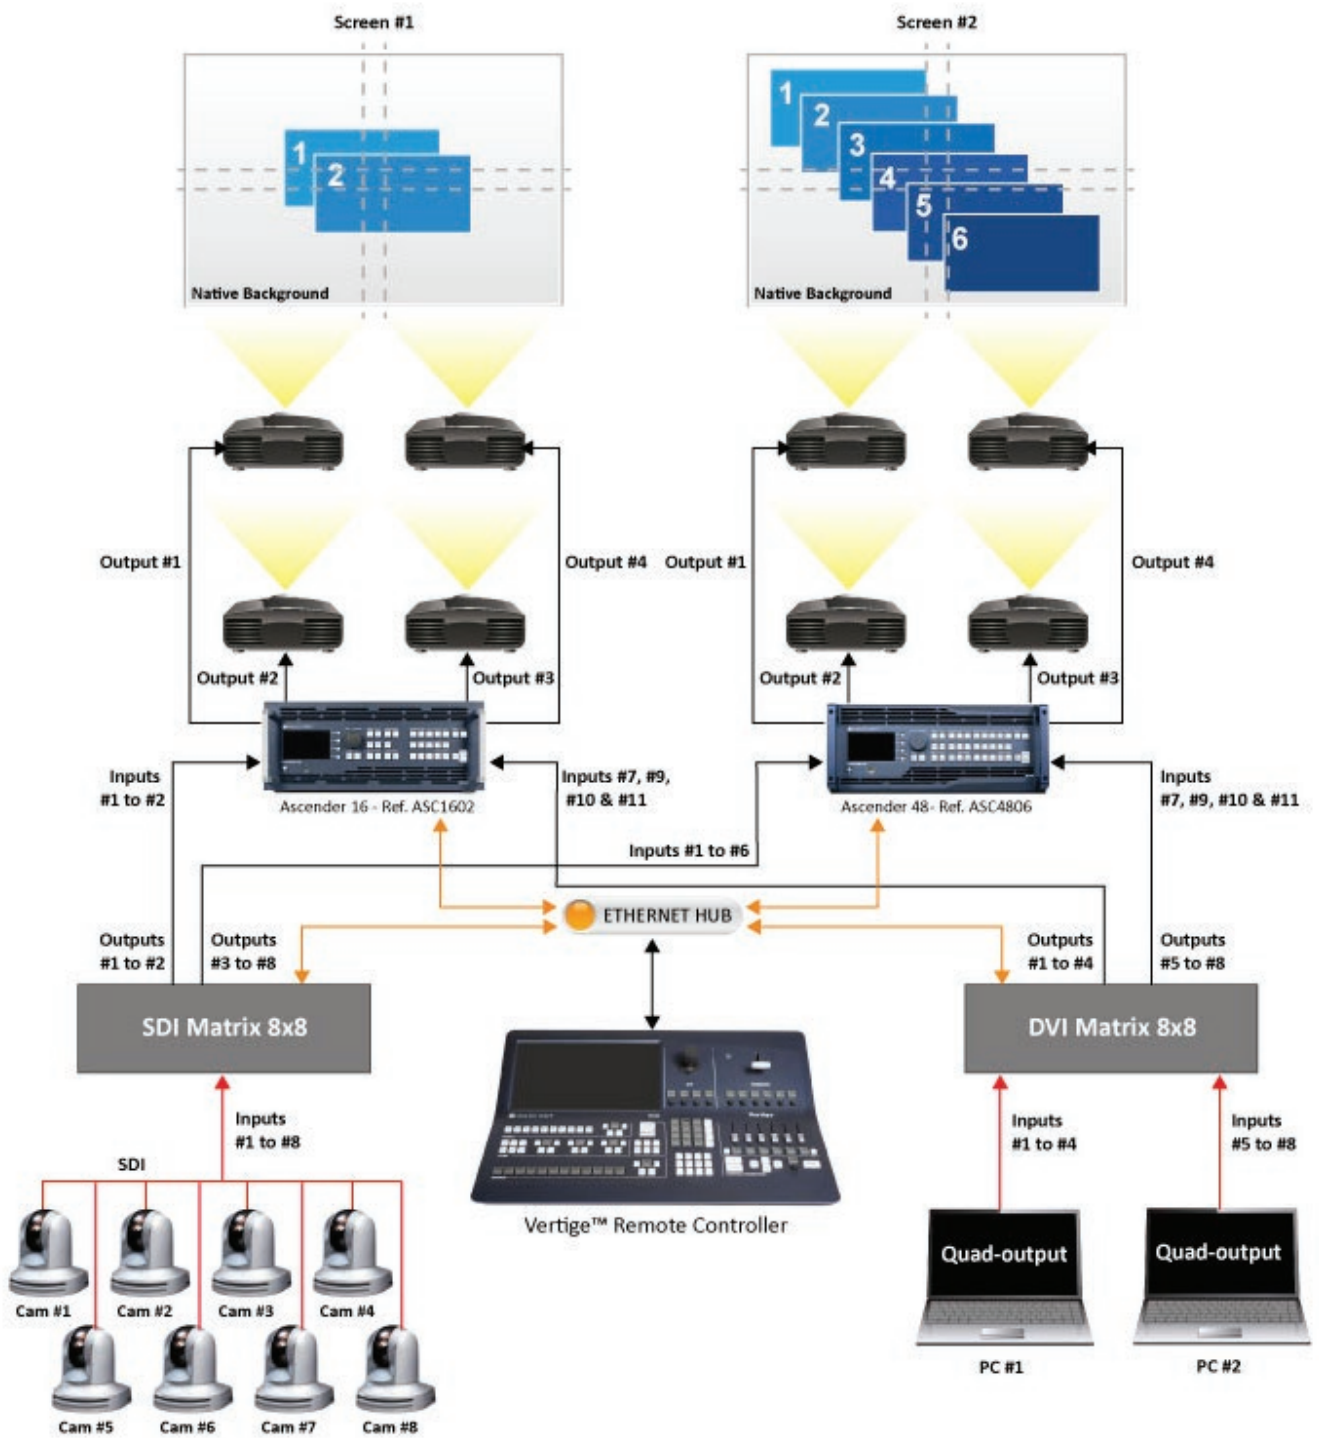 Screen #1
Screen #2
1
2
Native Background
1
2
3
4
5
6
Native Background
Output #1
Output #4
Output #1
Output #4
Output #2
Output #3
Output #2
Output #3
Inputs
#1 to #2
Ascender 16 - Ref. ASC1602
Inputs #7, #9,
#10 & #11
Ascender 48- Ref. ASC4806
Inputs
#7, #9, #10 & #11
Inputs #1 to #6
ETHERNET HUB
Outputs
#1 to #2
Outputs
#3 to #8
Outputs
#1 to #4
Outputs
#5 to #8
SDI Matrix 8x8
DVI Matrix 8x8
Inputs
#1 to #8
Inputs
#1 to #4
Inputs
#5 to #8
SDI
Vertige™ Remote Controller
Quad-output
Quad-output
Cam #1
Cam #2
Cam #3
Cam #4
PC #1
PC #2
Cam #5
Cam #6
Cam #7
Cam #8